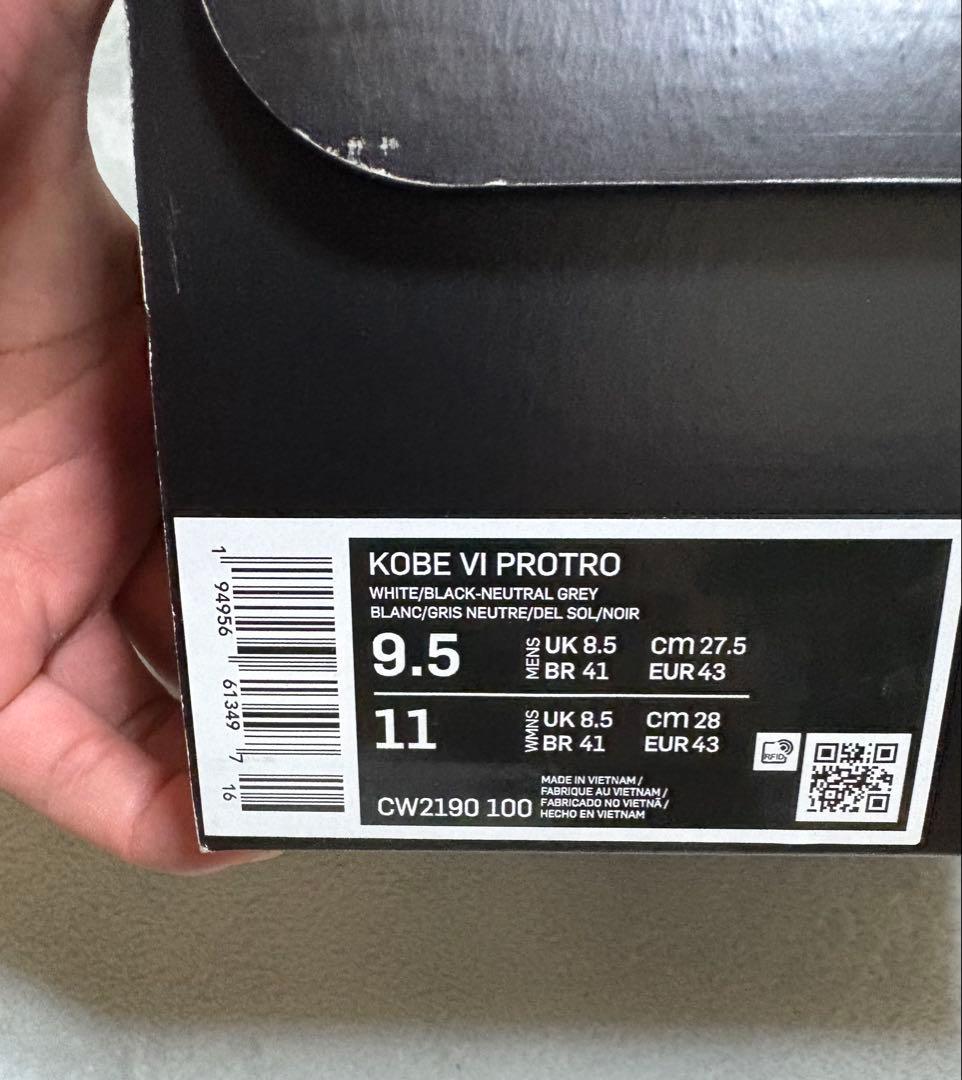 KOBE VI PROTRO
WHITE/BLACK-NEUTRAL GREY
BLANC/GRIS NEUTRE/DEL SOL/NOIR
9.5 MENS UK 8.5 cm 27.5
BR 41 EUR 43
11 WMNS UK 8.5 cm 28
BR 41 EUR 43
RFID
CW2190 100
MADE IN VIETNAM /
FABRIQUE AU VIETNAM /
FABRICADO NO VIETNÃ /
HECHO EN VIETNAM
1 94956 61349 7 16